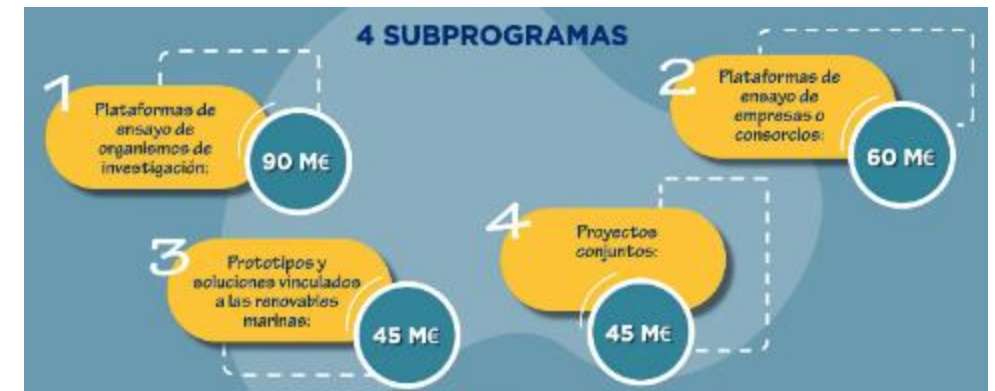 4 SUBPROGRAMAS
1
Plataformas de
ensayo de
organismos de
investigación:
90 M€
2
Plataformas de
ensayo de
empresas o
consorcios:
60 M€
3
Prototipos y
soluciones vinculados
a las renovables
marinas:
45 M€
4
Proyectos
conjuntos:
45 M€